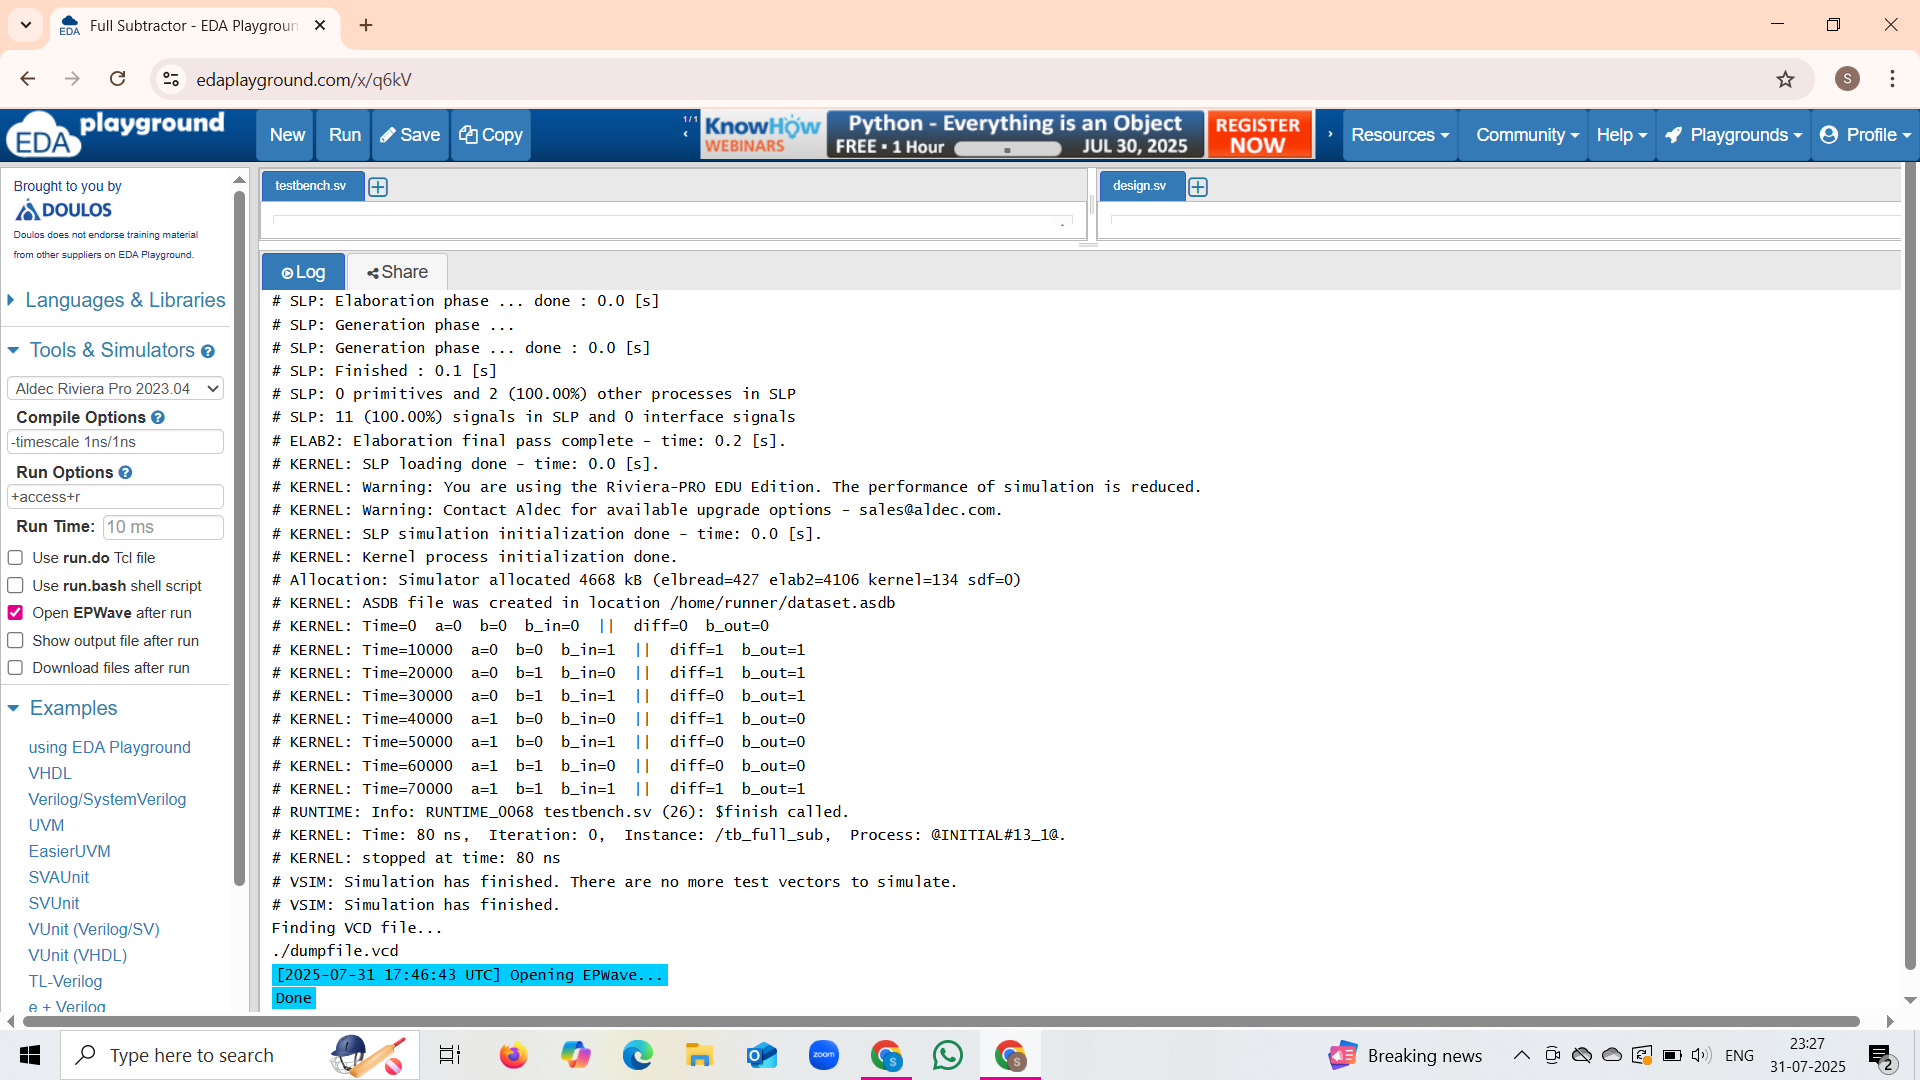 Full Subtractor - EDA Playgroun
edaplayground.com/x/q6kV
S
EDA playground
New
Run
Save
Copy
1/1
KnowHow
WEBINARS
Python - Everything is an Object
FREE • 1 Hour
JUL 30, 2025
REGISTER
NOW
Resources
Community
Help
Playgrounds
Profile
Brought to you by
DOULOS
Doulos does not endorse training material
from other suppliers on EDA Playground.
Languages & Libraries
Tools & Simulators
Aldec Riviera Pro 2023.04
Compile Options
-timescale 1ns/1ns
Run Options
+access+r
Run Time: 10 ms
Use run.do Tcl file
Use run.bash shell script
Open EPWave after run
Show output file after run
Download files after run
Examples
using EDA Playground
VHDL
Verilog/SystemVerilog
UVM
EasierUVM
SVAUnit
SVUnit
VUnit (Verilog/SV)
VUnit (VHDL)
TL-Verilog
e + Verilog
testbench.sv
design.sv
Log
Share
# SLP: Elaboration phase ... done : 0.0 [s]
# SLP: Generation phase ...
# SLP: Generation phase ... done : 0.0 [s]
# SLP: Finished : 0.1 [s]
# SLP: 0 primitives and 2 (100.00%) other processes in SLP
# SLP: 11 (100.00%) signals in SLP and 0 interface signals
# ELAB2: Elaboration final pass complete - time: 0.2 [s].
# KERNEL: SLP loading done - time: 0.0 [s].
# KERNEL: Warning: You are using the Riviera-PRO EDU Edition. The performance of simulation is reduced.
# KERNEL: Warning: Contact Aldec for available upgrade options - sales@aldec.com.
# KERNEL: SLP simulation initialization done - time: 0.0 [s].
# KERNEL: Kernel process initialization done.
# Allocation: Simulator allocated 4668 kB (elbread=427 elab2=4106 kernel=134 sdf=0)
# KERNEL: ASDB file was created in location /home/runner/dataset.asdb
# KERNEL: Time=0  a=0  b=0  b_in=0  ||  diff=0  b_out=0
# KERNEL: Time=10000  a=0  b=0  b_in=1  ||  diff=1  b_out=1
# KERNEL: Time=20000  a=0  b=1  b_in=0  ||  diff=1  b_out=1
# KERNEL: Time=30000  a=0  b=1  b_in=1  ||  diff=0  b_out=1
# KERNEL: Time=40000  a=1  b=0  b_in=0  ||  diff=1  b_out=0
# KERNEL: Time=50000  a=1  b=0  b_in=1  ||  diff=0  b_out=0
# KERNEL: Time=60000  a=1  b=1  b_in=0  ||  diff=0  b_out=0
# KERNEL: Time=70000  a=1  b=1  b_in=1  ||  diff=1  b_out=1
# RUNTIME: Info: RUNTIME_0068 testbench.sv (26): $finish called.
# KERNEL: Time: 80 ns,  Iteration: 0,  Instance: /tb_full_sub,  Process: @INITIAL#13_1@.
# KERNEL: stopped at time: 80 ns
# VSIM: Simulation has finished. There are no more test vectors to simulate.
# VSIM: Simulation has finished.
Finding VCD file...
./dumpfile.vcd
[2025-07-31 17:46:43 UTC] Opening EPWave...
Done
Type here to search
zoom
Breaking news
ENG
23:27
31-07-2025
2